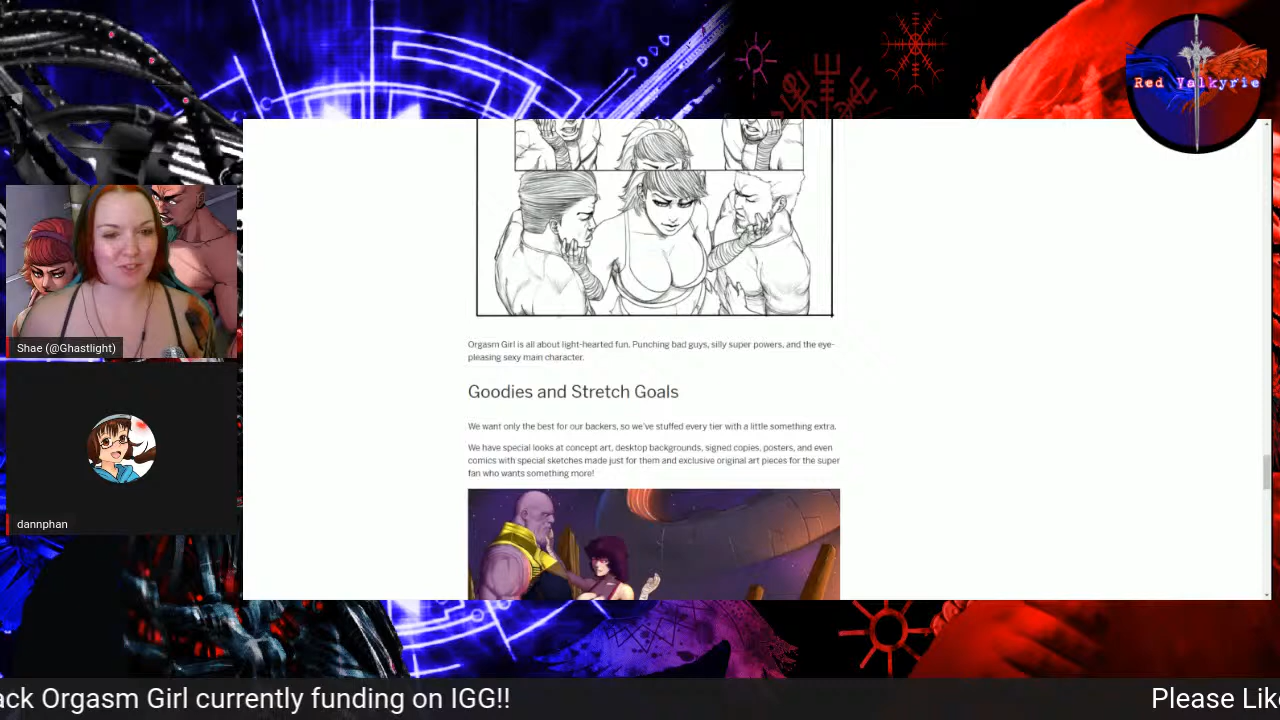 Red Valkyrie
Shae (@Ghastlight)
dannphan
Orgasm Girl is all about light-hearted fun. Punching bad guys, silly super powers, and the eye-
pleasing sexy main character.
Goodies and Stretch Goals
We want only the best for our backers, so we've stuffed every tier with a little something extra.
We have special looks at concept art, desktop backgrounds, signed copies, posters, and even
comics with special sketches made just for them and exclusive original art pieces for the super
fan who wants something more!
ack Orgasm Girl currently funding on IGG!!
Please Like